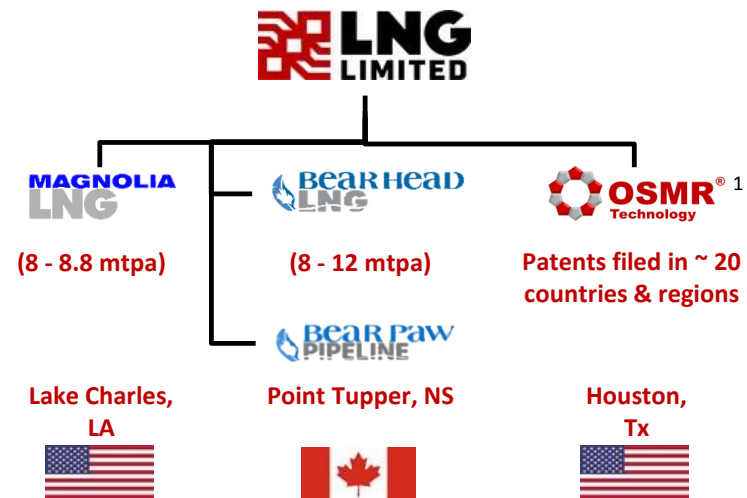 LNG
LIMITED
MAGNOLIA
LNG
BEAR HEAD
LNG
OSMR® 1
Technology
(8 - 8.8 mtpa)
(8 - 12 mtpa)
Patents filed in ~ 20
countries & regions
BEAR PAW
PIPELINE
Lake Charles,
LA
Point Tupper, NS
Houston,
Tx